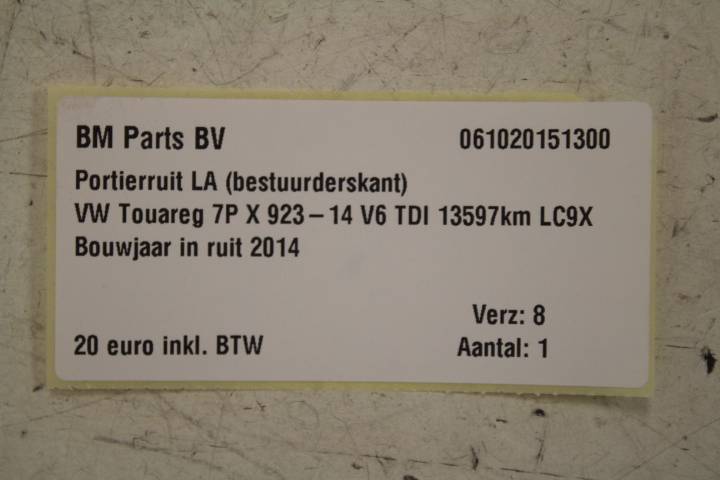 BM Parts BV 061020151300
Portierruit LA (bestuurderskant)
VW Touareg 7P X 923-14 V6 TDI 13597km LC9X
Bouwjaar in ruit 2014
Verz: 8
20 euro inkl. BTW Aantal: 1